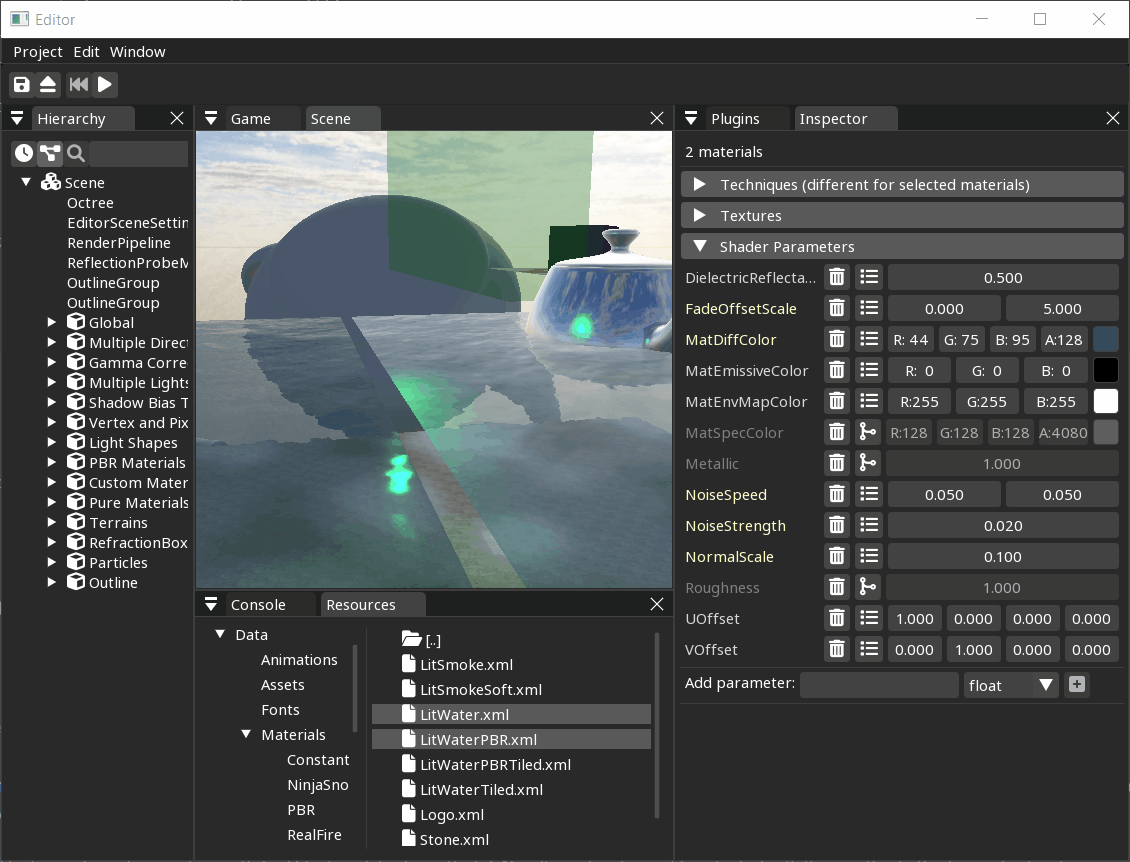 Editor
Project Edit Window
Hierarchy
Scene
Octree
EditorSceneSettin
RenderPipeline
ReflectionProbeM
OutlineGroup
OutlineGroup
Global
Multiple Direc
Gamma Corre
Multiple Lights
Shadow Bias T
Vertex and Pix
Light Shapes
PBR Materials
Custom Mater
Pure Materials
Terrains
RefractionBox
Particles
Outline
Game Scene
Console Resources
Data
Animations
Assets
Fonts
Materials
Constant
NinjaSno
PBR
RealFire
[..]
LitSmoke.xml
LitSmokeSoft.xml
LitWater.xml
LitWaterPBR.xml
LitWaterPBRTiled.xml
LitWaterTiled.xml
Logo.xml
Stone.xml
Plugins Inspector
2 materials
Techniques (different for selected materials)
Textures
Shader Parameters
DielectricReflecta... 0.500
FadeOffsetScale 0.000 5.000
MatDiffColor R: 44 G: 75 B: 95 A:128
MatEmissiveColor R: 0 G: 0 B: 0
MatEnvMapColor R:255 G:255 B:255
MatSpecColor R:128 G:128 B:128 A:4080
Metallic 1.000
NoiseSpeed 0.050 0.050
NoiseStrength 0.020
NormalScale 0.100
Roughness 1.000
UOffset 1.000 0.000 0.000 0.000
VOffset 0.000 1.000 0.000 0.000
Add parameter: float